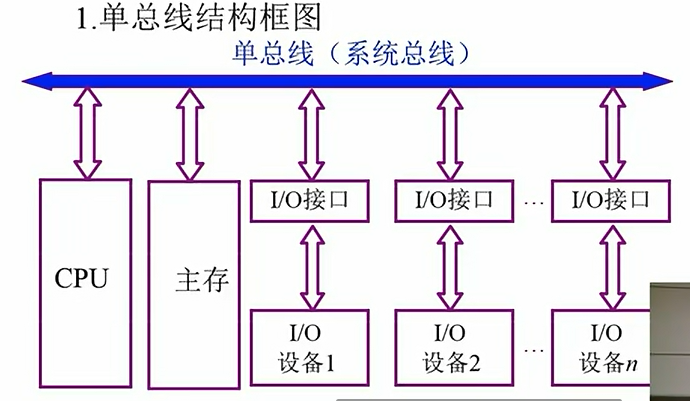 1.单总线结构框图
单总线（系统总线）
I/O接口
I/O接口
…
I/O接口
CPU
主存
I/O
设备1
I/O
设备2
…
I/O
设备n